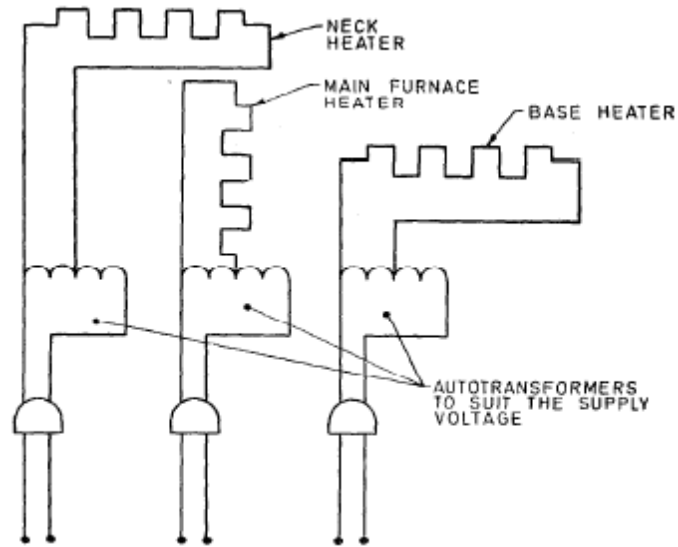 NECK
HEATER
MAIN FURNACE
HEATER
BASE HEATER
AUTOTRANSFORMERS
TO SUIT THE SUPPLY
VOLTAGE